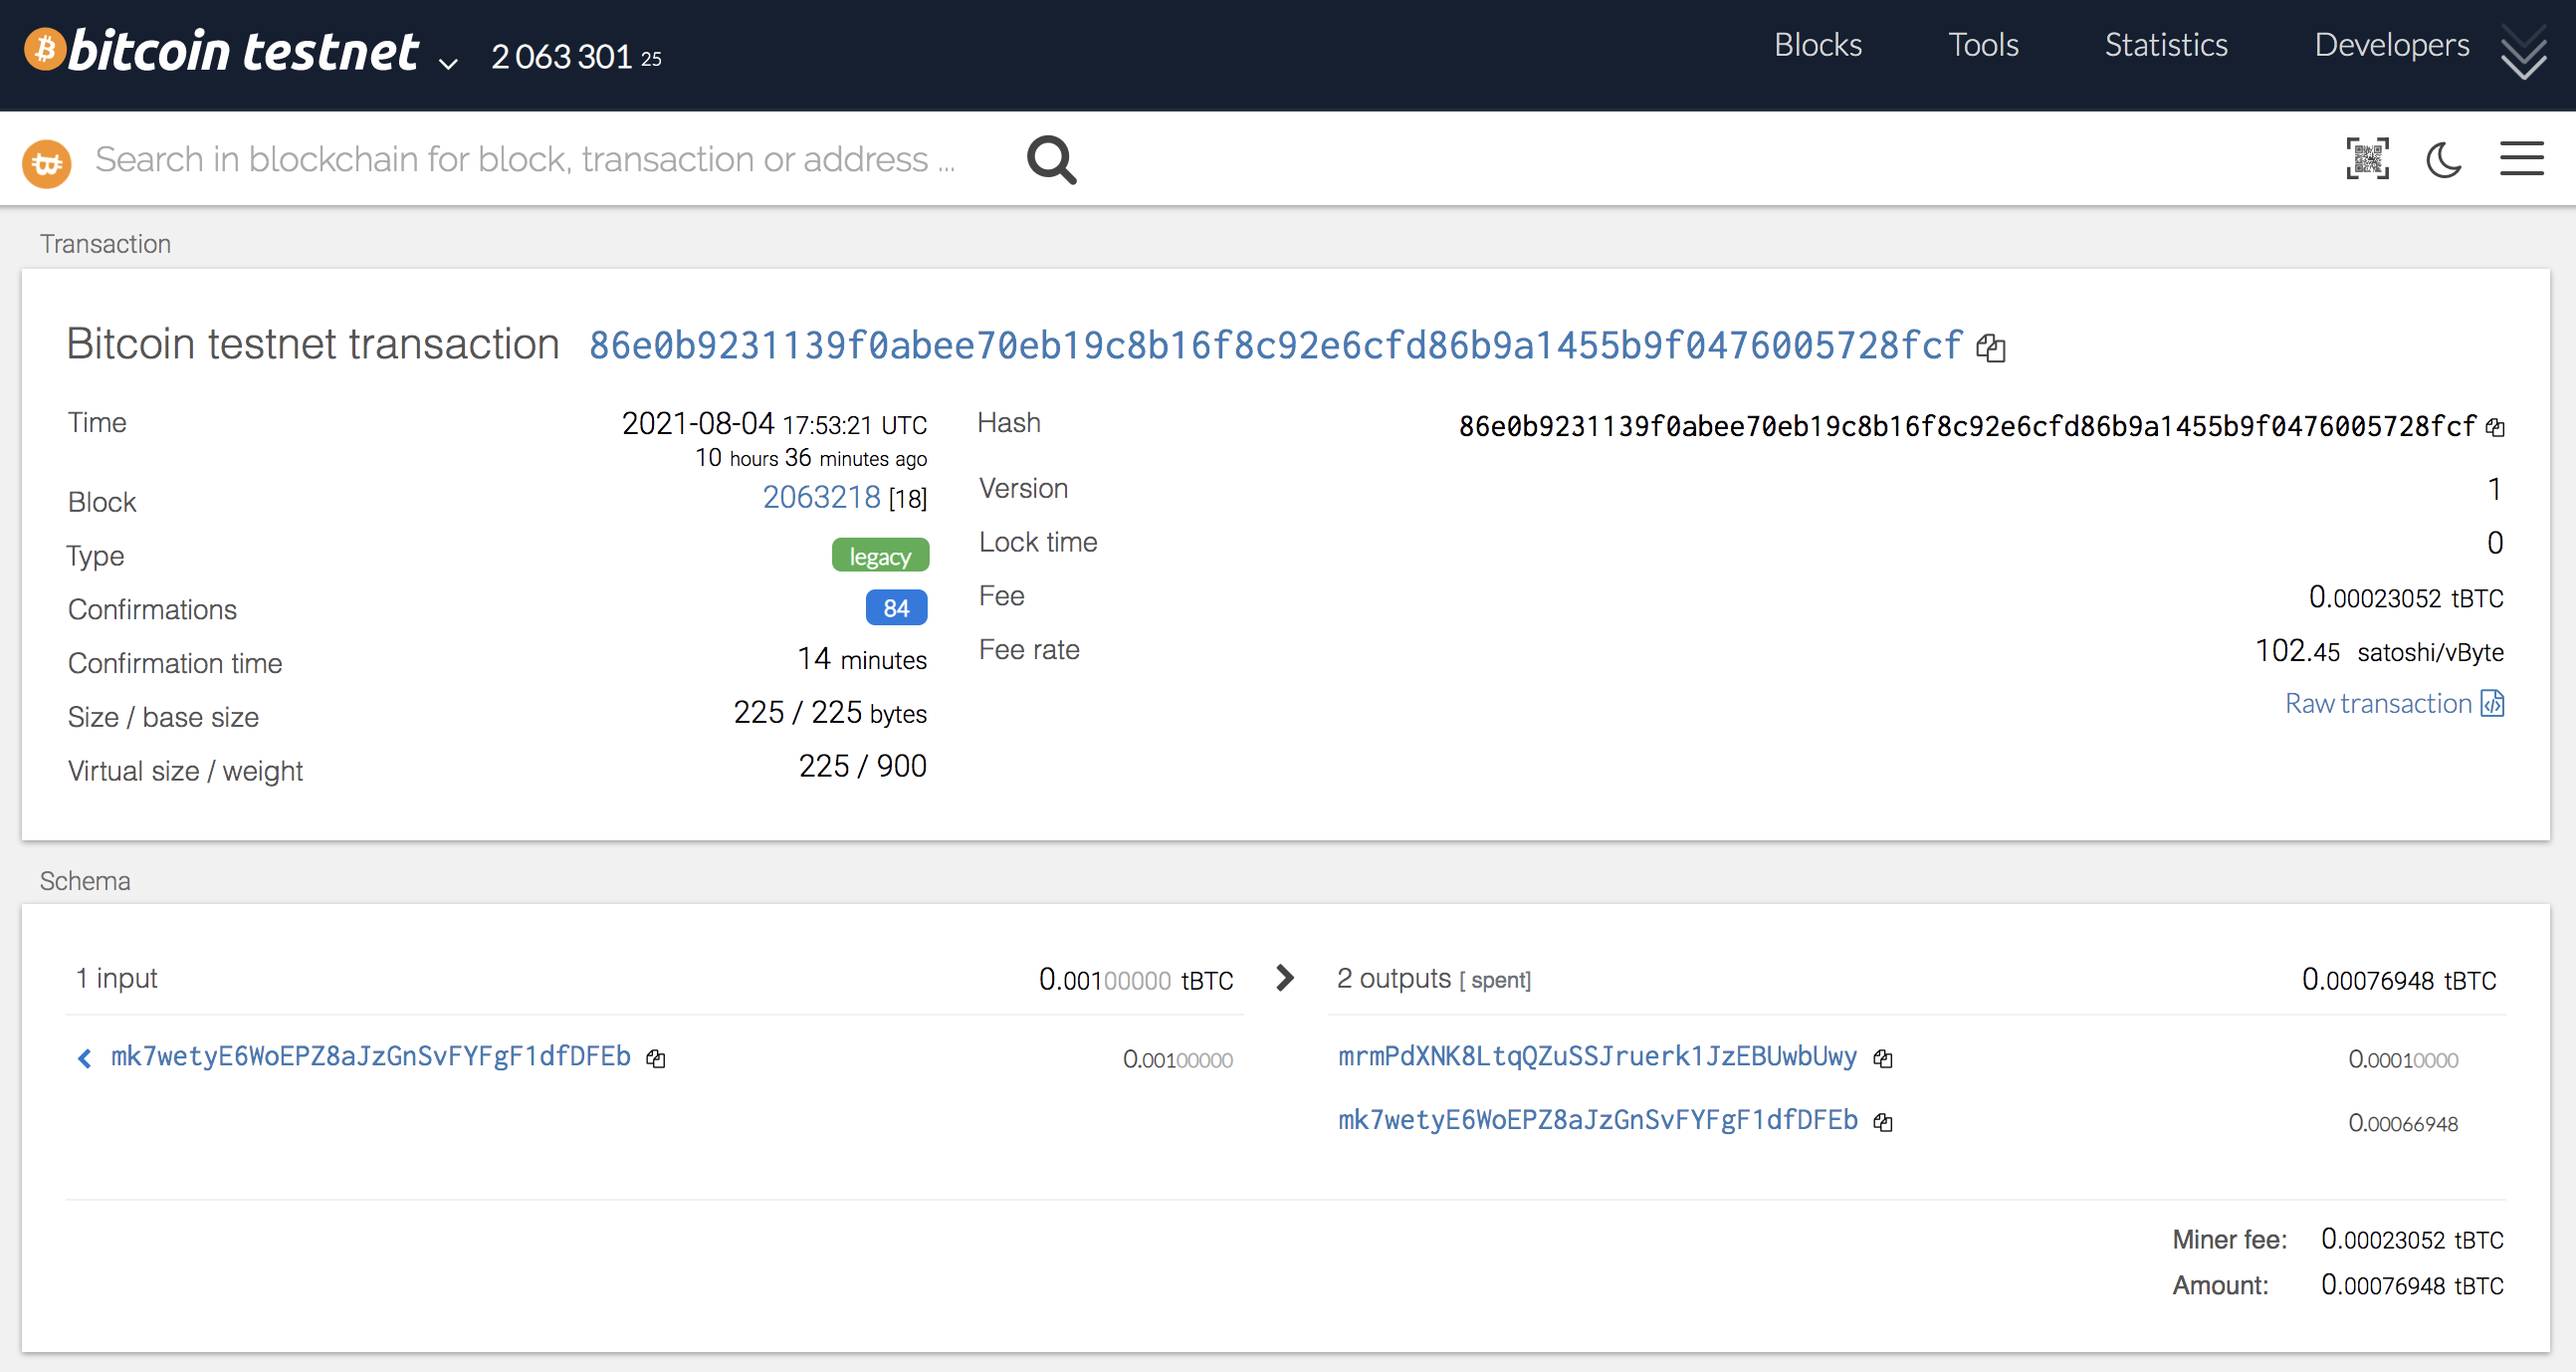 bitcoin testnet 2 063 301 25 Blocks Tools Statistics Developers
Search in blockchain for block, transaction or address ...
Transaction
Bitcoin testnet transaction 86e0b9231139f0abee70eb19c8b16f8c92e6cfd86b9a1455b9f0476005728fcf
Time 2021-08-04 17:53:21 UTC
10 hours 36 minutes ago
Block 2063218 [18]
Type legacy
Confirmations 84
Confirmation time 14 minutes
Size / base size 225 / 225 bytes
Virtual size / weight 225 / 900
Hash 86e0b9231139f0abee70eb19c8b16f8c92e6cfd86b9a1455b9f0476005728fcf
Version 1
Lock time 0
Fee 0.00023052 tBTC
Fee rate 102.45 satoshi/vByte
Raw transaction
Schema
1 input 0.00100000 tBTC
mk7wetyE6WoEPZ8aJzGnSvFYFgF1dfDFEb 0.00100000
2 outputs [ spent] 0.00076948 tBTC
mrmPdXNK8LtqQZuSSJruerk1JzEBUwbUwy 0.00010000
mk7wetyE6WoEPZ8aJzGnSvFYFgF1dfDFEb 0.00066948
Miner fee: 0.00023052 tBTC
Amount: 0.00076948 tBTC